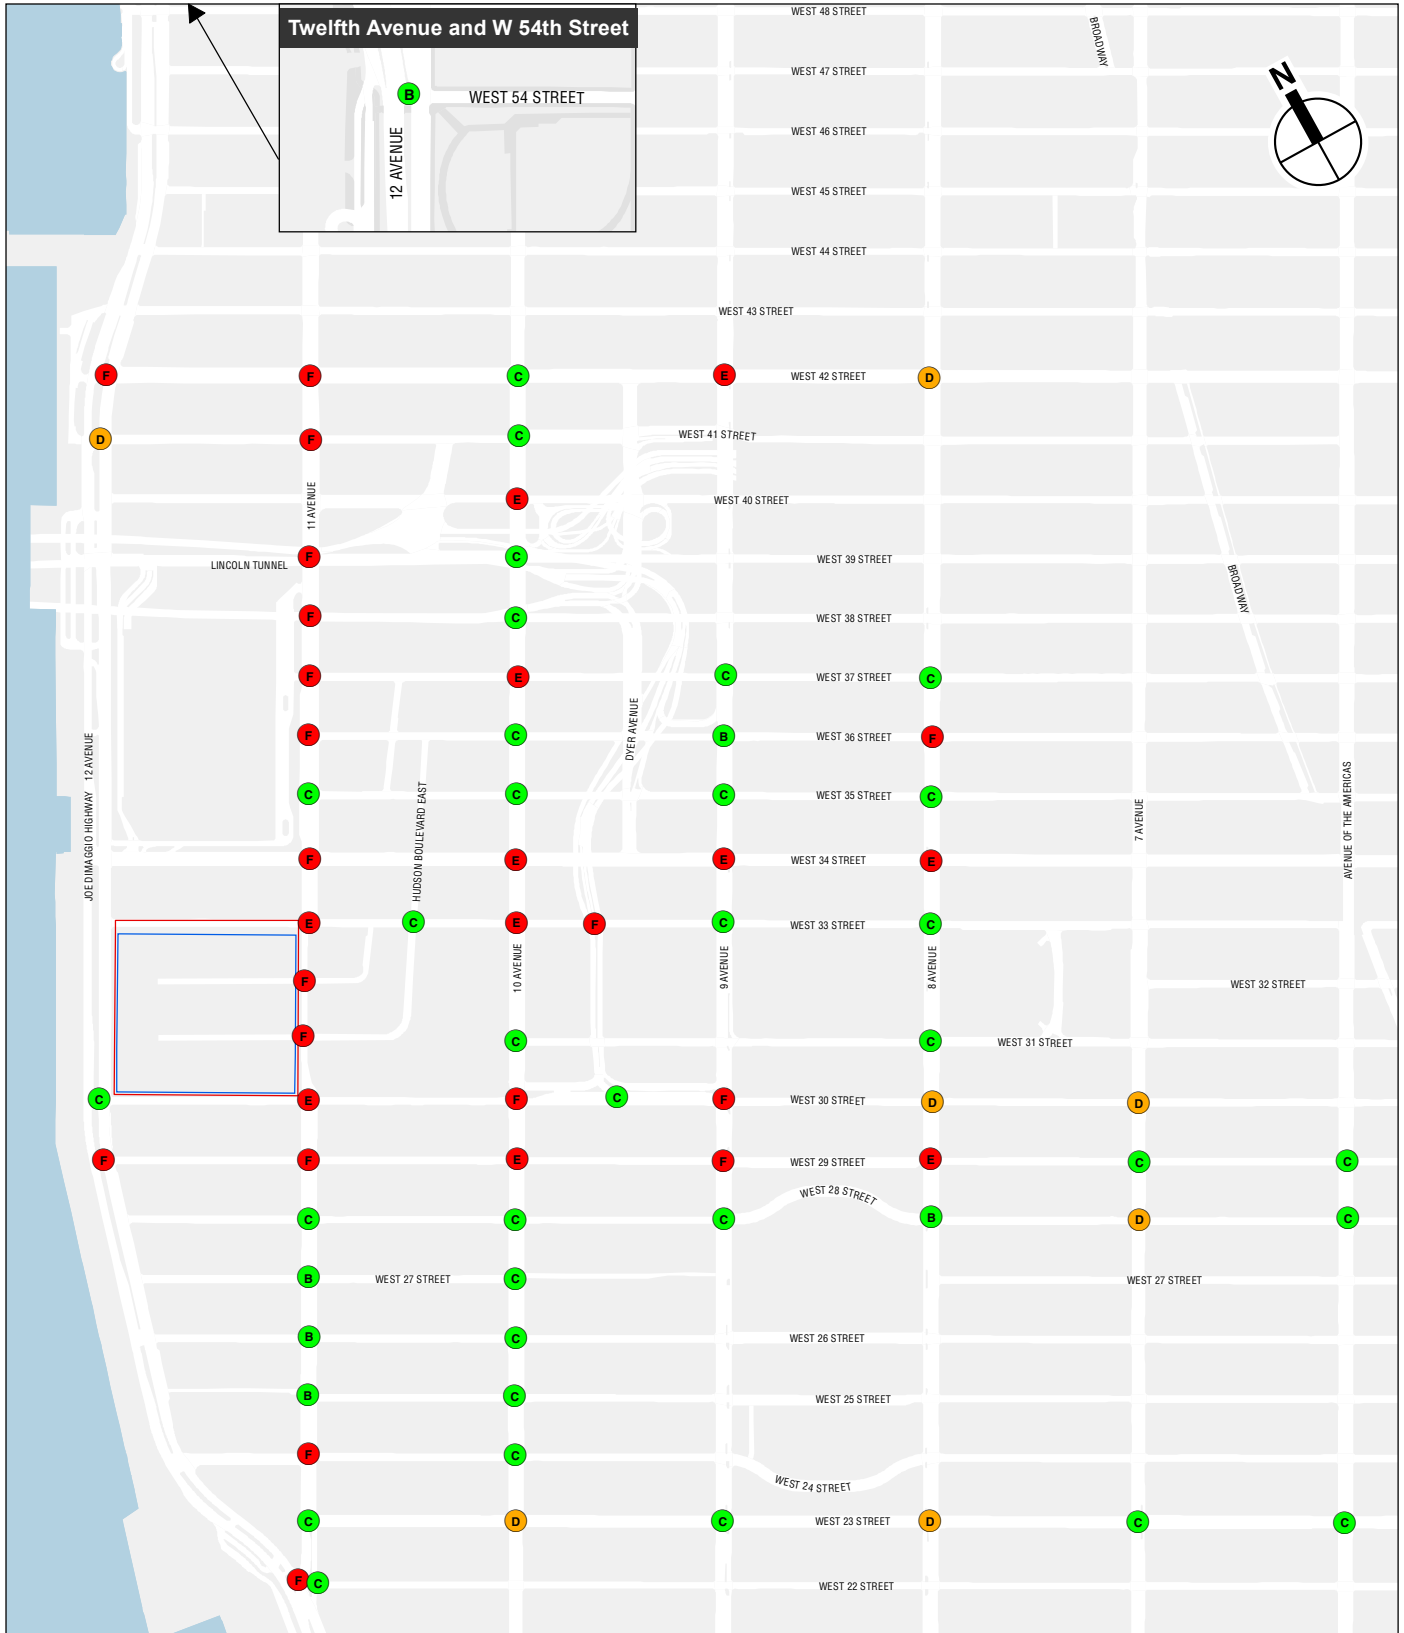 Twelfth Avenue and W 54th Street
B
WEST 54 STREET
12 AVENUE
WEST 48 STREET
BROADWAY
N
WEST 47 STREET
WEST 46 STREET
WEST 45 STREET
WEST 44 STREET
WEST 43 STREET
F
F
C
E
WEST 42 STREET
D
D
F
C
WEST 41 STREET
11 AVENUE
E
WEST 40 STREET
LINCOLN TUNNEL
F
C
WEST 39 STREET
BROADWAY
F
C
WEST 38 STREET
F
E
C
WEST 37 STREET
C
DYER AVENUE
F
C
B
WEST 36 STREET
F
C
C
C
WEST 35 STREET
C
JOE DIMAGGIO HIGHWAY 12 AVENUE
HUDSON BOULEVARD EAST
7 AVENUE
AVENUE OF THE AMERICAS
F
E
E
WEST 34 STREET
E
E
C
E
F
C
WEST 33 STREET
C
10 AVENUE
9 AVENUE
8 AVENUE
F
WEST 32 STREET
F
C
C
WEST 31 STREET
C
E
F
C
F
WEST 30 STREET
D
D
F
F
E
F
WEST 29 STREET
E
C
C
WEST 28 STREET
C
C
C
B
D
C
B
WEST 27 STREET
C
WEST 27 STREET
B
C
WEST 26 STREET
B
C
WEST 25 STREET
F
C
WEST 24 STREET
C
D
C
WEST 23 STREET
D
C
C
F
C
WEST 22 STREET